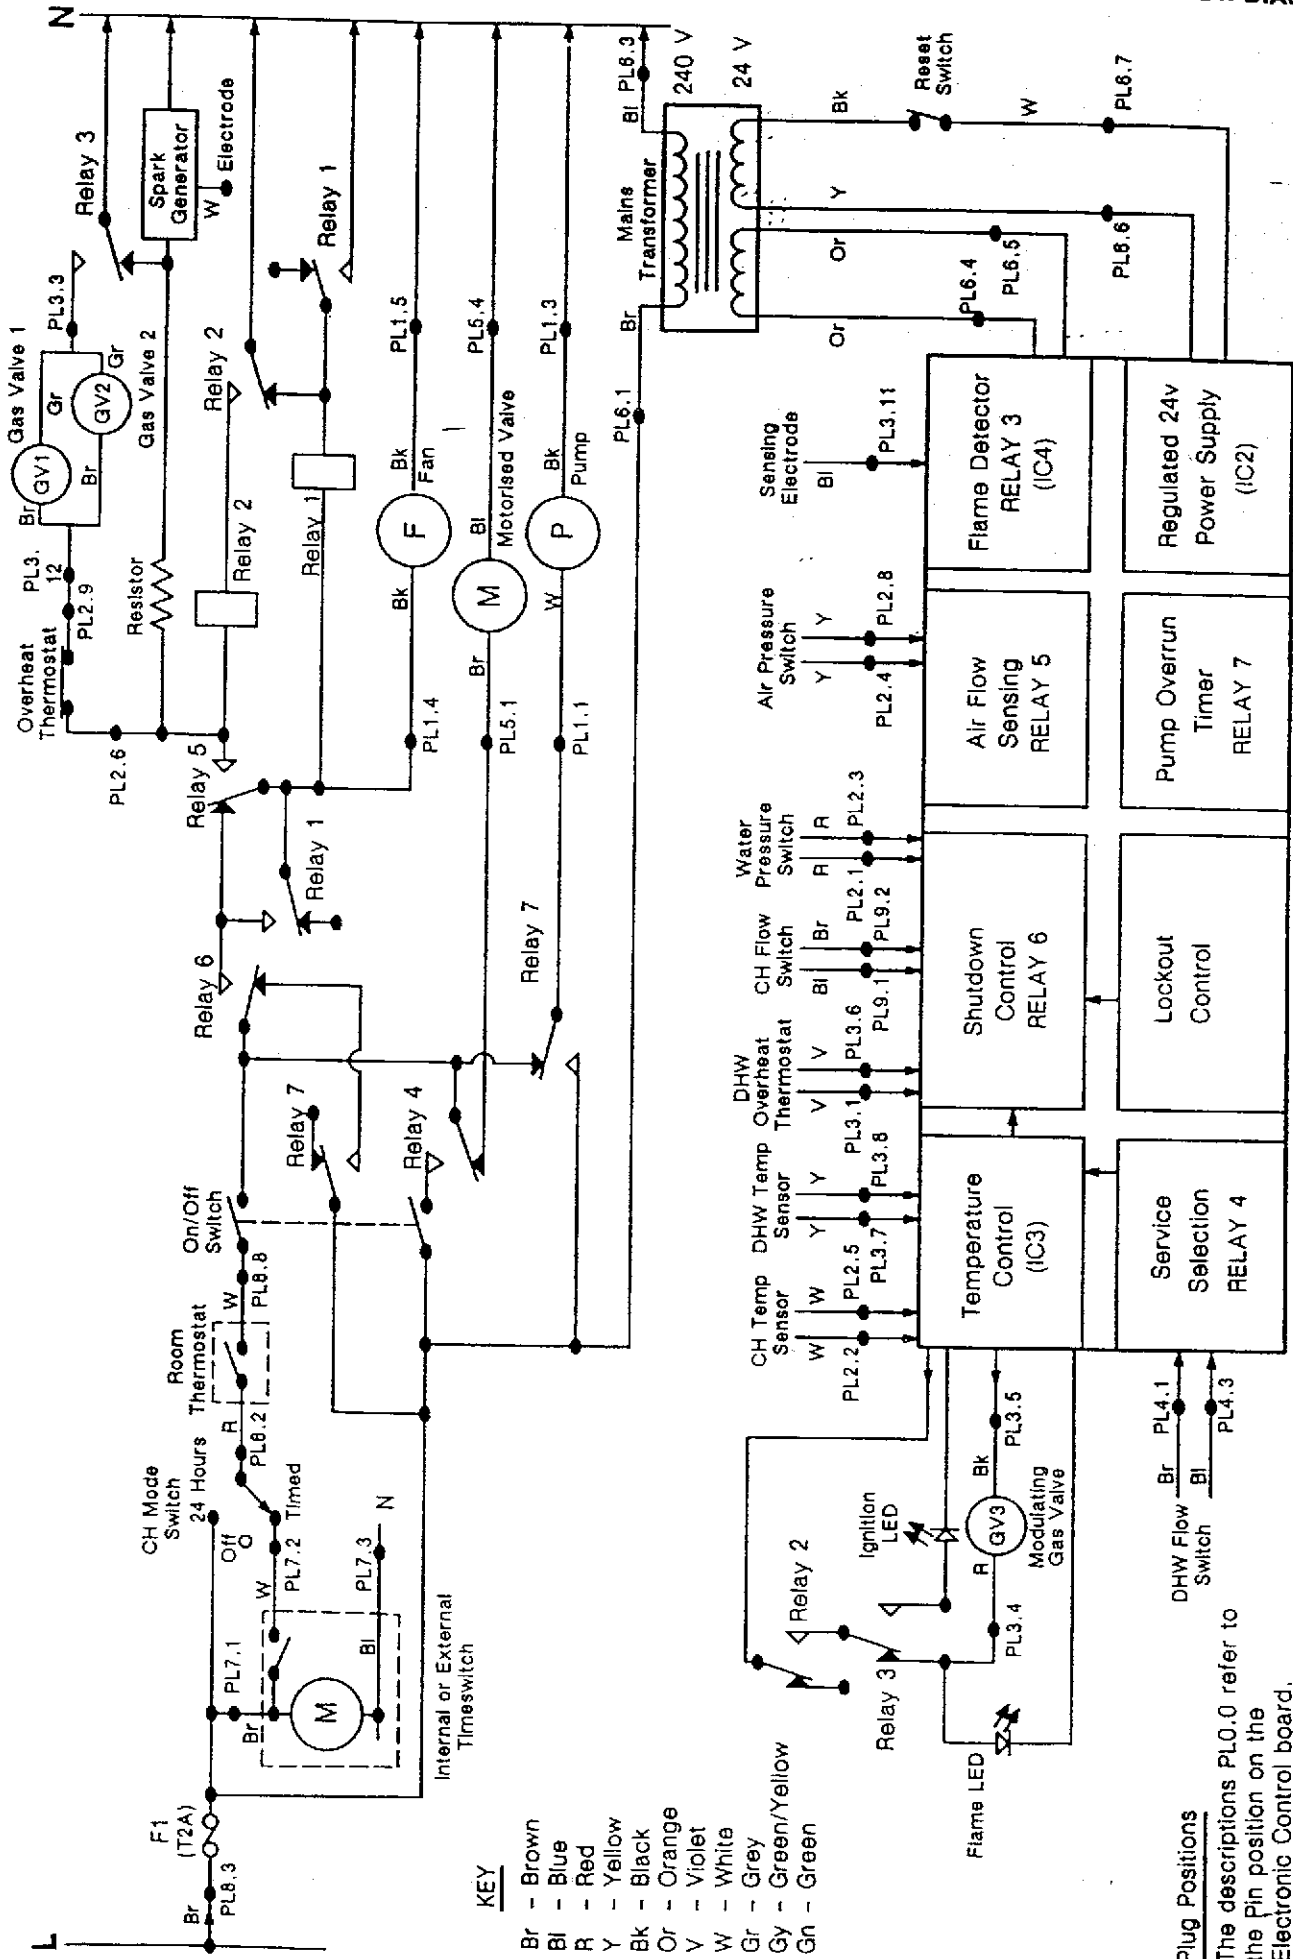 L
Br
PL8.3
F1
(T2A)
CH Mode
Switch
24 Hours
Off
Timed
PL7.1
Br
M
W
PL7.2
Bl
PL7.3
N
Internal or External
Timeswitch
R
PL8.2
Room
Thermostat
W
PL8.8
On/Off
Switch
Relay 7
Relay 4
Relay 6
Relay 1
Relay 5
Relay 7
PL2.6
Overheat
Thermostat
PL2.9
PL3.
12
Br
GV1
Gr
Gas Valve 1
Br
GV2
Gr
Gas Valve 2
PL3.3
Relay 3
N
Resistor
Spark
Generator
W
Electrode
Relay 2
Relay 2
Relay 1
Relay 1
PL1.4
Bk
F
Bk
Fan
PL1.5
PL5.1
Br
M
Bl
Motorised Valve
PL5.4
PL1.1
W
P
Bk
Pump
PL1.3
PL6.1
Br
Mains
Transformer
Bl
PL6.3
240 V
24 V
Or
PL6.4
Or
PL6.5
Y
PL6.6
Bk
Reset
Switch
W
PL6.7
KEY
Br - Brown
Bl - Blue
R - Red
Y - Yellow
Bk - Black
Or - Orange
V - Violet
W - White
Gr - Grey
Gy - Green/Yellow
Gn - Green
Relay 2
Relay 3
Flame LED
Ignition
LED
PL3.4
R
GV3
Bk
PL3.5
Modulating
Gas Valve
CH Temp
Sensor
W
W
PL2.2
PL2.5
DHW Temp
Sensor
Y
Y
PL3.7
PL3.8
DHW
Overheat
Thermostat
V
V
PL3.1
PL3.6
CH Flow
Switch
Bl
Br
PL9.1
PL9.2
Water
Pressure
Switch
R
R
PL2.1
PL2.3
Air Pressure
Switch
Y
Y
PL2.4
PL2.8
Sensing
Electrode
Bl
PL3.11
Temperature
Control
(IC3)
Shutdown
Control
RELAY 6
Air Flow
Sensing
RELAY 5
Flame Detector
RELAY 3
(IC4)
Service
Selection
RELAY 4
Lockout
Control
Pump Overrun
Timer
RELAY 7
Regulated 24v
Power Supply
(IC2)
DHW Flow
Switch
Br
PL4.1
Bl
PL4.3
Plug Positions
The descriptions PL0.0 refer to
the Pin position on the
Electronic Control board.